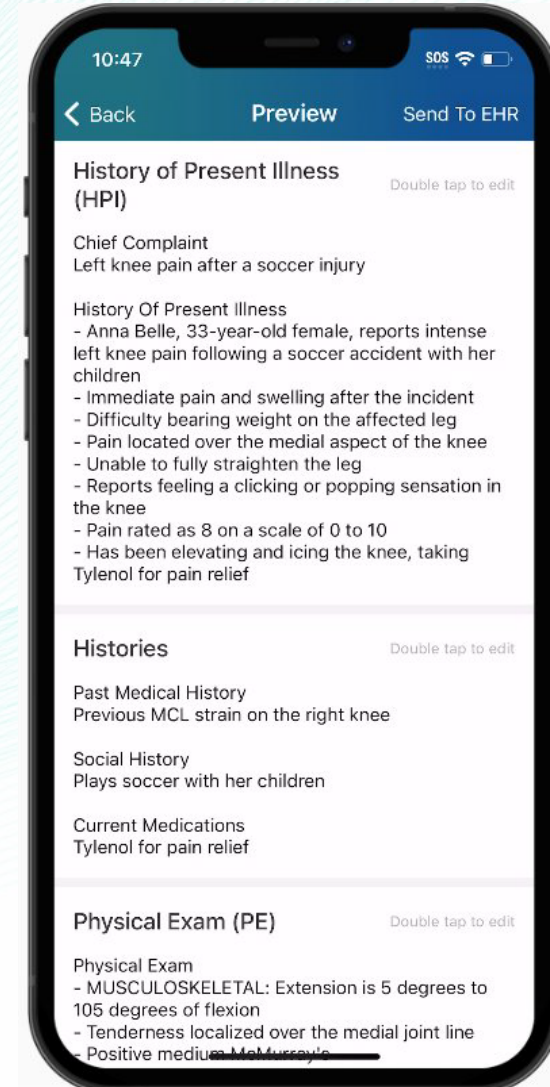 10:47
SOS
Back
Preview
Send To EHR
History of Present Illness
(HPI)
Double tap to edit
Chief Complaint
Left knee pain after a soccer injury
History Of Present Illness
- Anna Belle, 33-year-old female, reports intense
left knee pain following a soccer accident with her
children
- Immediate pain and swelling after the incident
- Difficulty bearing weight on the affected leg
- Pain located over the medial aspect of the knee
- Unable to fully straighten the leg
- Reports feeling a clicking or popping sensation in
the knee
- Pain rated as 8 on a scale of 0 to 10
- Has been elevating and icing the knee, taking
Tylenol for pain relief
Histories
Double tap to edit
Past Medical History
Previous MCL strain on the right knee
Social History
Plays soccer with her children
Current Medications
Tylenol for pain relief
Physical Exam (PE)
Double tap to edit
Physical Exam
- MUSCULOSKELETAL: Extension is 5 degrees to
105 degrees of flexion
- Tenderness localized over the medial joint line
- Positive medium McMurray's